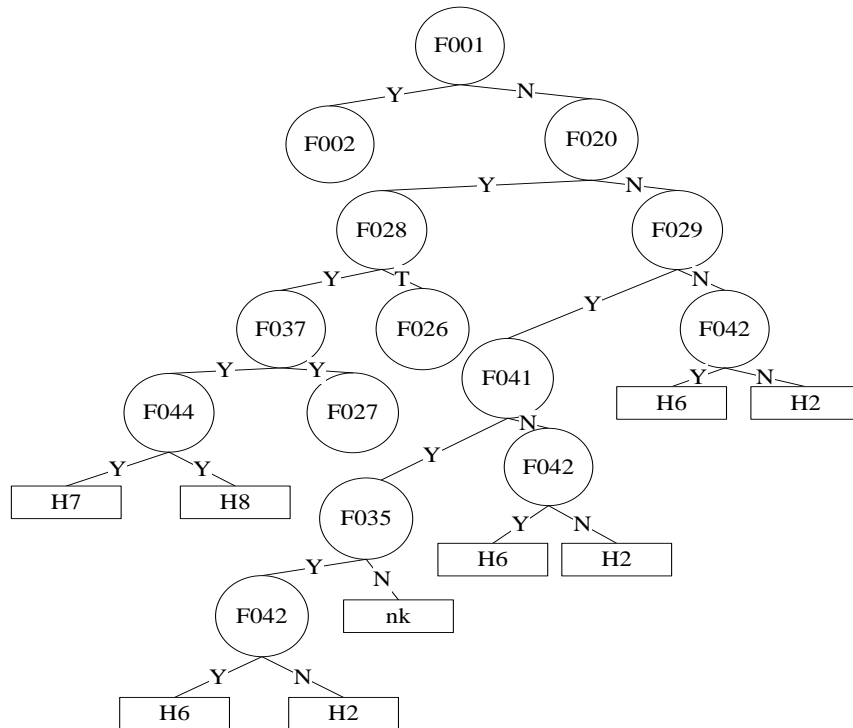 F001
Y N
F002 F020
Y N
F028 F029
Y T Y N
F037 F026 F042
Y Y F041 Y N
F044 F027 H6 H2
Y N
Y Y F042
H7 H8 F035 Y N
H6 H2
Y N
F042 nk
Y N
H6 H2